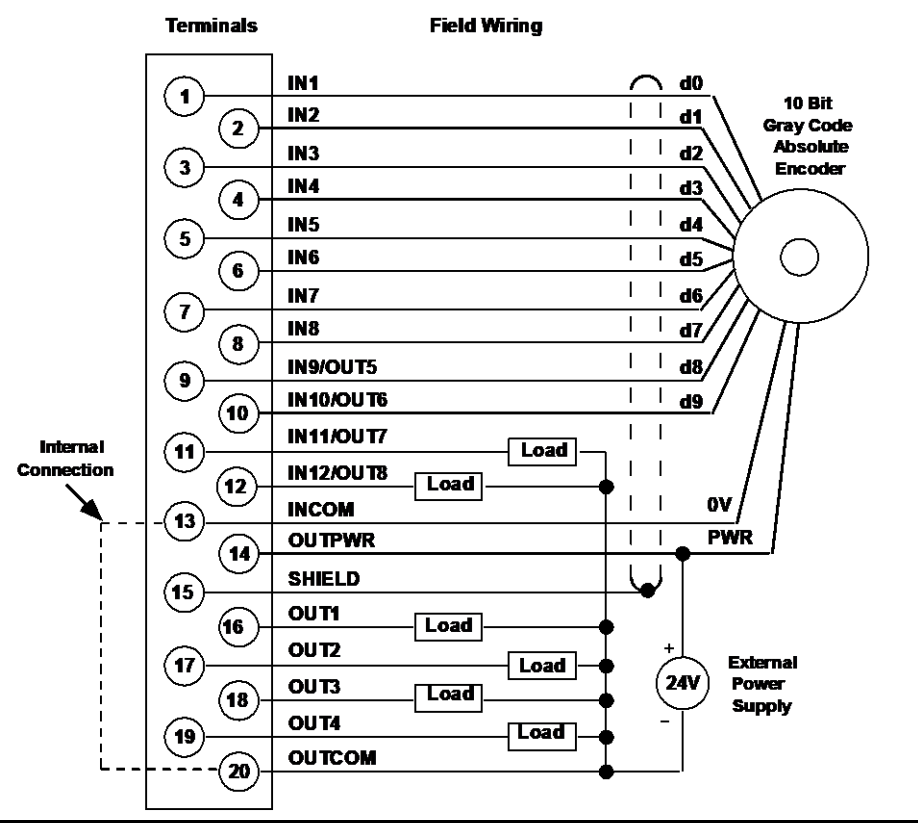 Terminals Field Wiring
1 IN1 d0
10 Bit
Gray Code
Absolute
Encoder
2 IN2 d1
3 IN3 d2
4 IN4 d3
5 IN5 d4
6 IN6 d5
7 IN7 d6
8 IN8 d7
9 IN9/OUT5 d8
10 IN10/OUT6 d9
Internal
Connection
11 IN11/OUT7 Load
12 IN12/OUT8 Load
13 INCOM 0V
14 OUTPWR PWR
15 SHIELD
16 OUT1 Load
17 OUT2 Load
18 OUT3 Load
19 OUT4 Load
20 OUTCOM
+
24V
−
External
Power
Supply